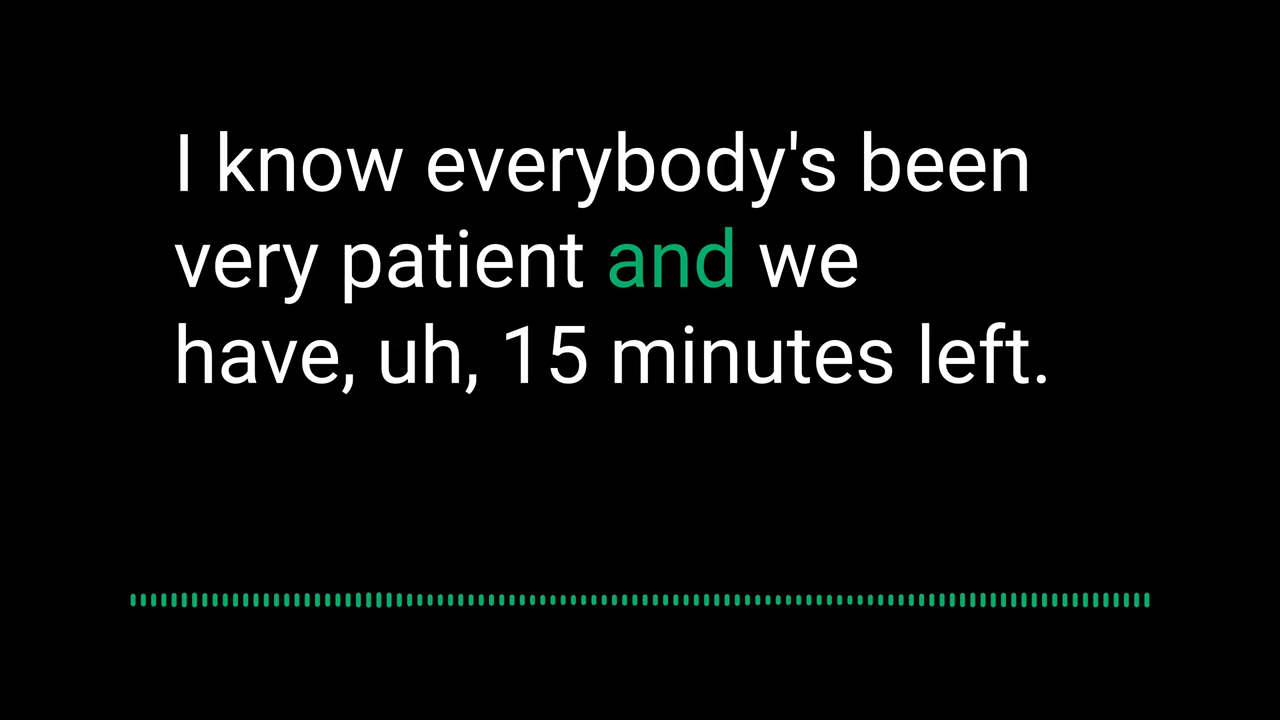 I know everybody's been
very patient and we
have, uh, 15 minutes left.